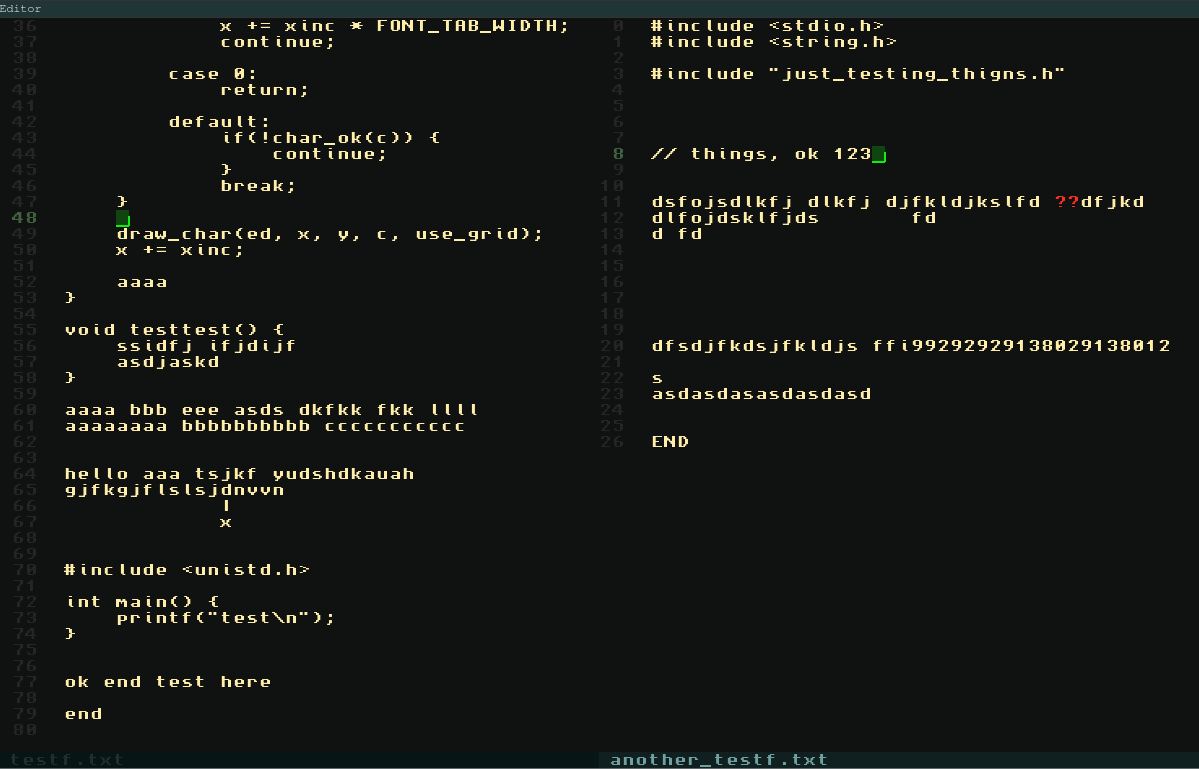 Editor
36 x += xinc * FONT_TAB_WIDTH;
37 continue;
38
39 case 0:
40 return;
41
42 default:
43 if(!char_ok(c)) {
44 continue;
45 }
46 break;
47 }
48
49 draw_char(ed, x, y, c, use_grid);
50 x += xinc;
51
52 aaaa
53 }
54
55 void testtest() {
56 ssidfj ifjdijf
57 asdjaskd
58 }
59
60 aaaa bbb eee asds dkfkk fkk llll
61 aaaaaaaa bbbbbbbbbb ccccccccccc
62
63
64 hello aaa tsjkf yudshdkauah
65 gjfkgjflslsjdnvvn
66 l
67 x
68
69
70 #include <unistd.h>
71
72 int main() {
73 printf("test\n");
74 }
75
76
77 ok end test here
78
79 end
80
testf.txt
0 #include <stdio.h>
1 #include <string.h>
2
3 #include "just_testing_thigns.h"
4
5
6
7
8 // things, ok 123
9
10
11 dsfojsdlkfj dlkfj djfkldjkslfd ??dfjkd
12 dlfojdsklfjds fd
13 d fd
14
15
16
17
18
19
20 dfsdjfkdsjfkldjs ffi99292929138029138012
21
22 s
23 asdasdasasdasdasd
24
25
26 END
another_testf.txt